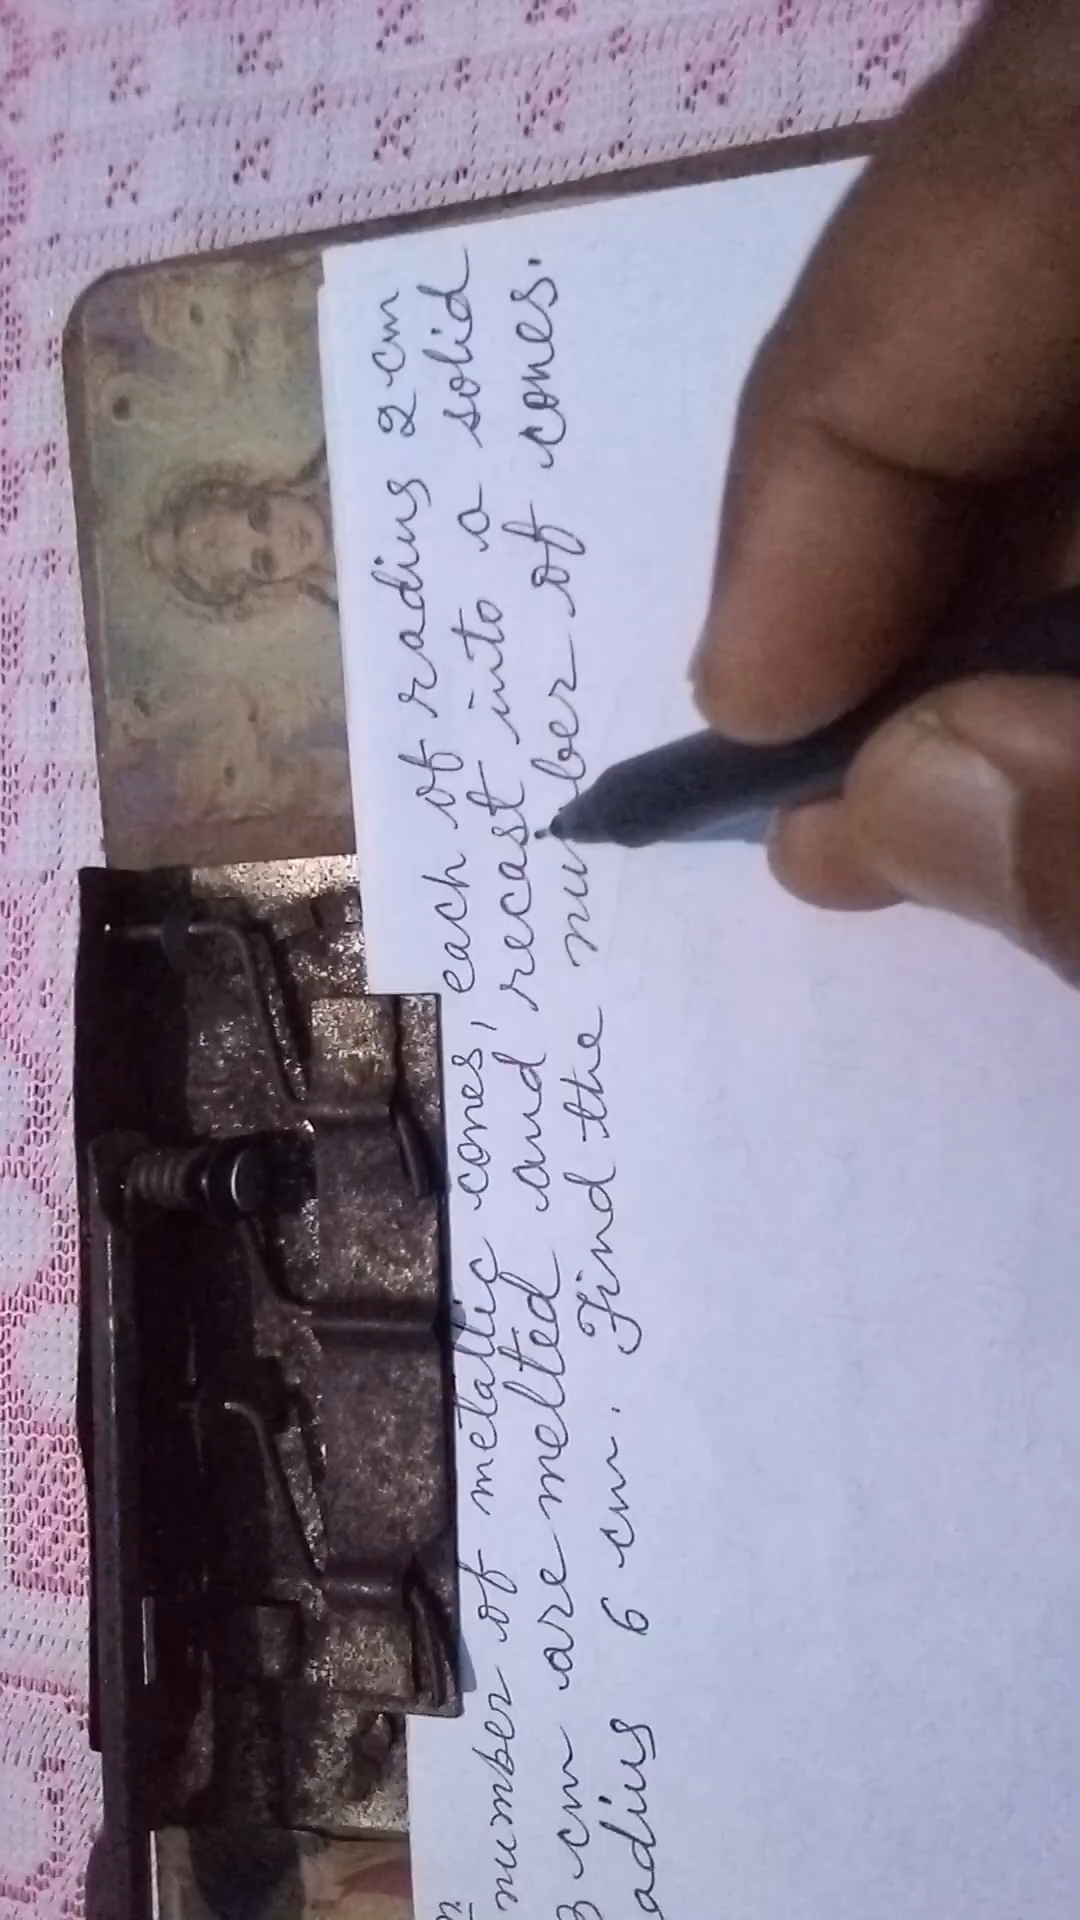 number of metallic cones, each of radius 2 cm
3 cm are melted and recast into a solid
adius 6 cm. Find the number of cones.